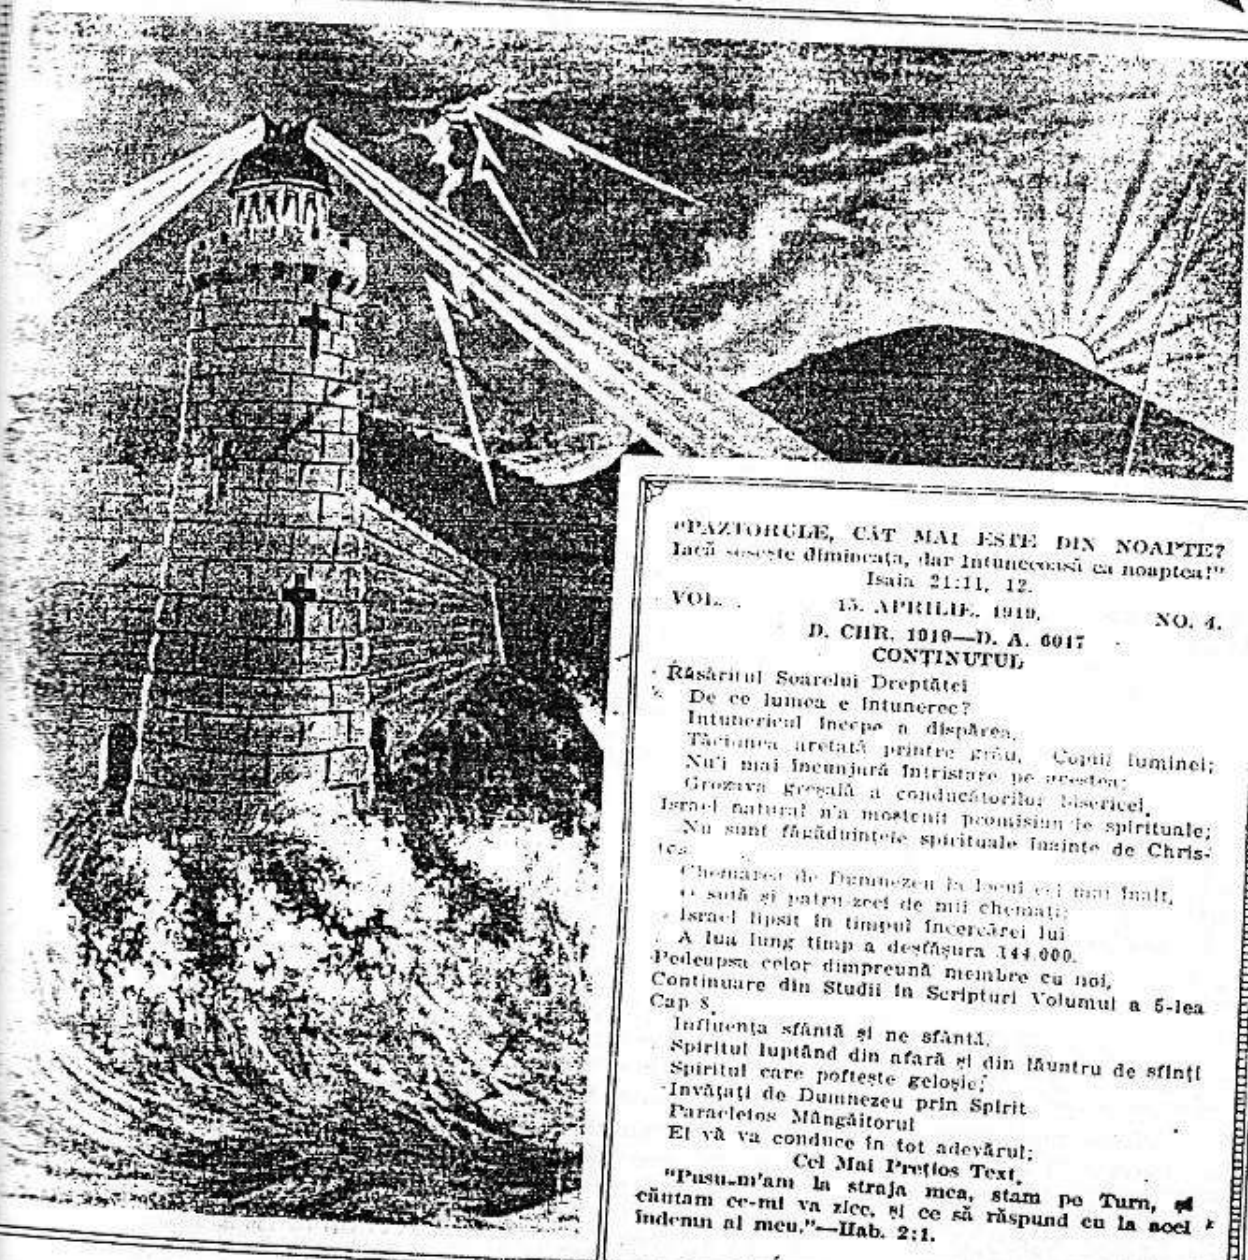 "PAZTORULE, CÂT MAI ESTE DIN NOAPTE?
Iacă soseşte dimineaţa, dar întunecoasă ca noaptea!"
Isaia 21:11, 12.
VOL. 15. APRILIE. 1919. NO. 4.
D. CHR. 1919—D. A. 6047
CONŢINUTUL
Răsăritul Soarelui Dreptăţei
De ce lumea e întunerec?
Intunericul începe a dispărea.
Tăciunea aretată printre grâu, Copiii luminei;
Nu'i mai încunjură întristare pe acestea;
Grozava greşală a conducătorilor bisericei.
Israel natural n'a moştenit spirituale;
Nu sunt făgăduinţele spirituale înainte de Chris-
Chemarea de Dumnezeu la locul cel mai înalt,
O sută şi patru-zeci de mii chemaţi;
Israel lipsit în timpul încercărei lui
A lua lung timp a desfăşura 144.000.
Pedeupsa celor dimpreună membre cu noi,
Continuare din Studii in Scripturi Volumul a 5-lea
Cap 8.
Influenţa sfântă şi ne sfântă.
Spiritul luptând din afară şi din lăuntru de sfinţi
Spiritul care pofteşte geloşie;
Invăţaţi de Dumnezeu prin Spirit
Paracletos Mângăitorul
El vă va conduce în tot adevărul;
Cel Mai Preţios Text.
"Pusu-m'am la straja mea, stam pe Turn, şi
căutam ce-mi va zice, şi ce să răspund eu la acel
îndemn al meu."—Hab. 2:1.